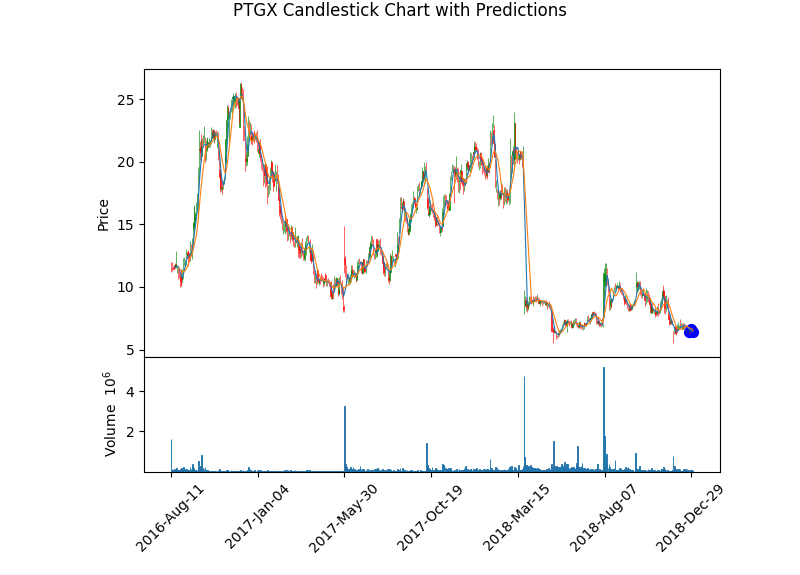 PTGX Candlestick Chart with Predictions
25
20
15
10
5
Price
4
2
Volume 10^6
2016-Aug-11
2017-Jan-04
2017-May-30
2017-Oct-19
2018-Mar-15
2018-Aug-07
2018-Dec-29